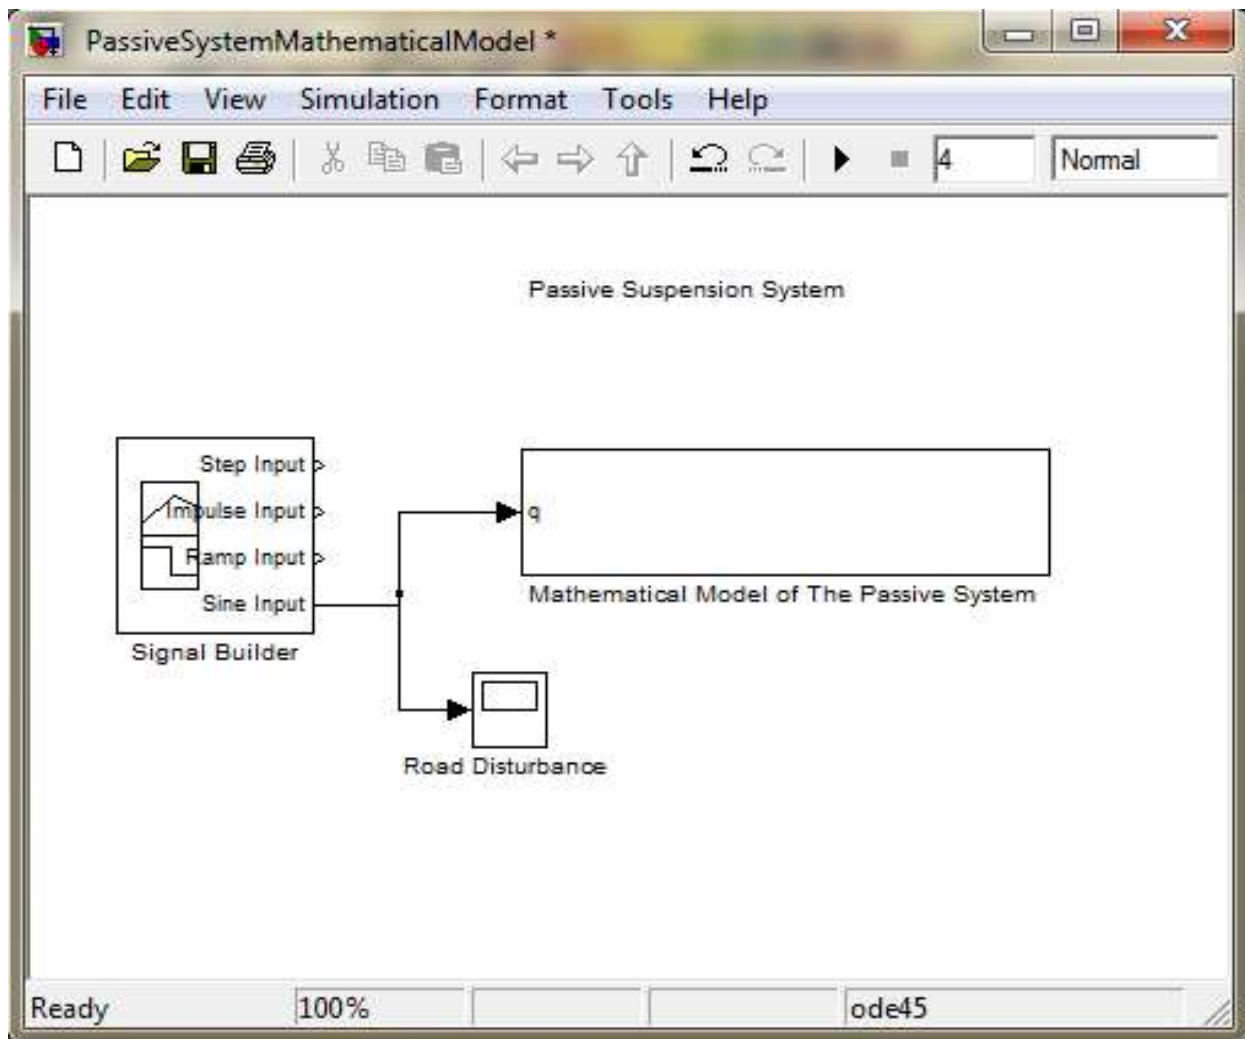 PassiveSystemMathematicalModel *
File Edit View Simulation Format Tools Help
4 Normal
Passive Suspension System
Step Input
Impulse Input
Ramp Input
Sine Input
Signal Builder
q
Mathematical Model of The Passive System
Road Disturbance
Ready 100% ode45